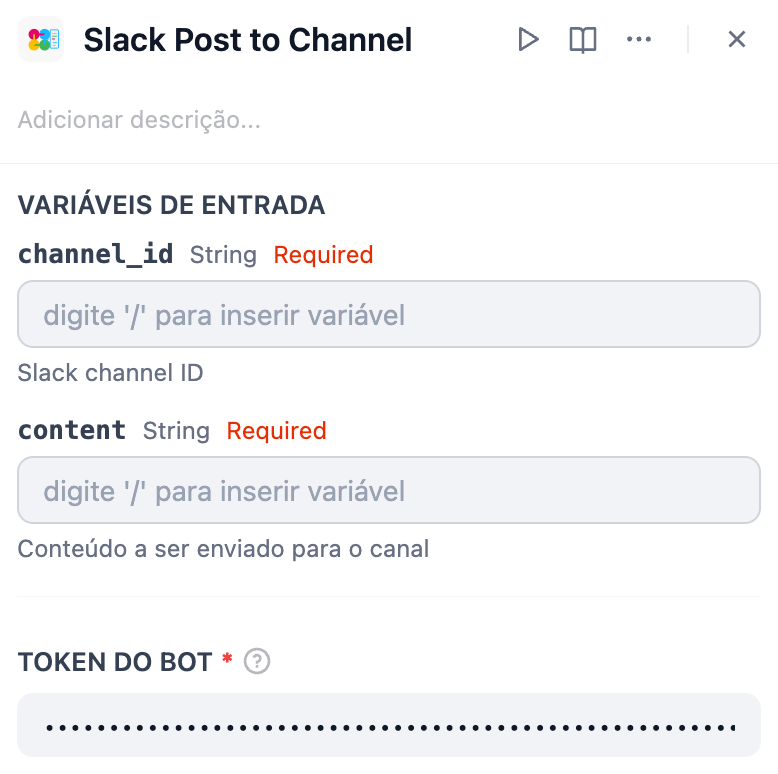 Slack Post to Channel
Adicionar descrição...
VARIÁVEIS DE ENTRADA
channel_id String Required
digite '/' para inserir variável
Slack channel ID
content String Required
digite '/' para inserir variável
Conteúdo a ser enviado para o canal
TOKEN DO BOT *